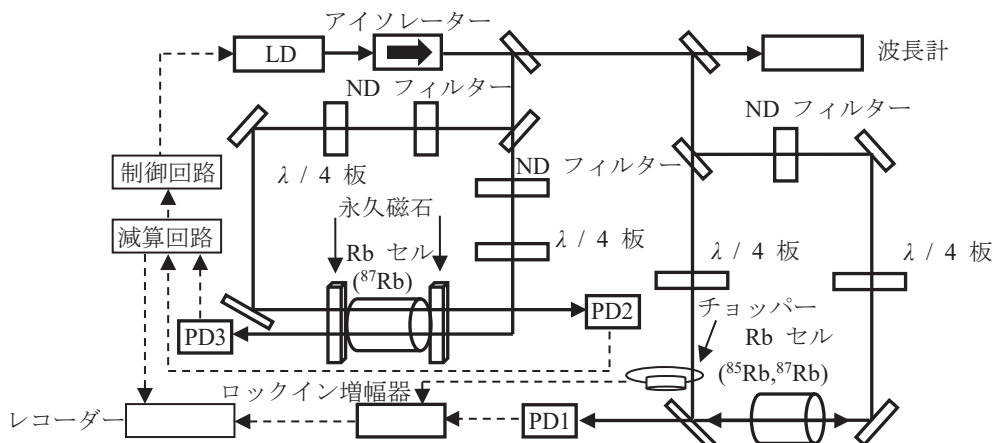 アイソレーター
LD
波長計
ND フィルター
ND フィルター
λ / 4 板
ND フィルター
制御回路
永久磁石
減算回路
Rb セル
(⁸⁷Rb)
λ / 4 板
λ / 4 板
λ / 4 板
チョッパー
PD3
PD2
Rb セル
(⁸⁵Rb,⁸⁷Rb)
ロックイン増幅器
レコーダー
PD1